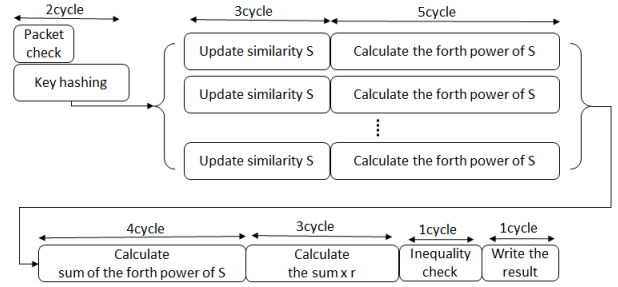 2cycle
3cycle
5cycle
Packet
check
Key hashing
Update similarity S
Calculate the forth power of S
Update similarity S
Calculate the forth power of S
Update similarity S
Calculate the forth power of S
4cycle
3cycle
1cycle
1cycle
Calculate
sum of the forth power of S
Calculate
the sum x r
Inequality
check
Write the
result